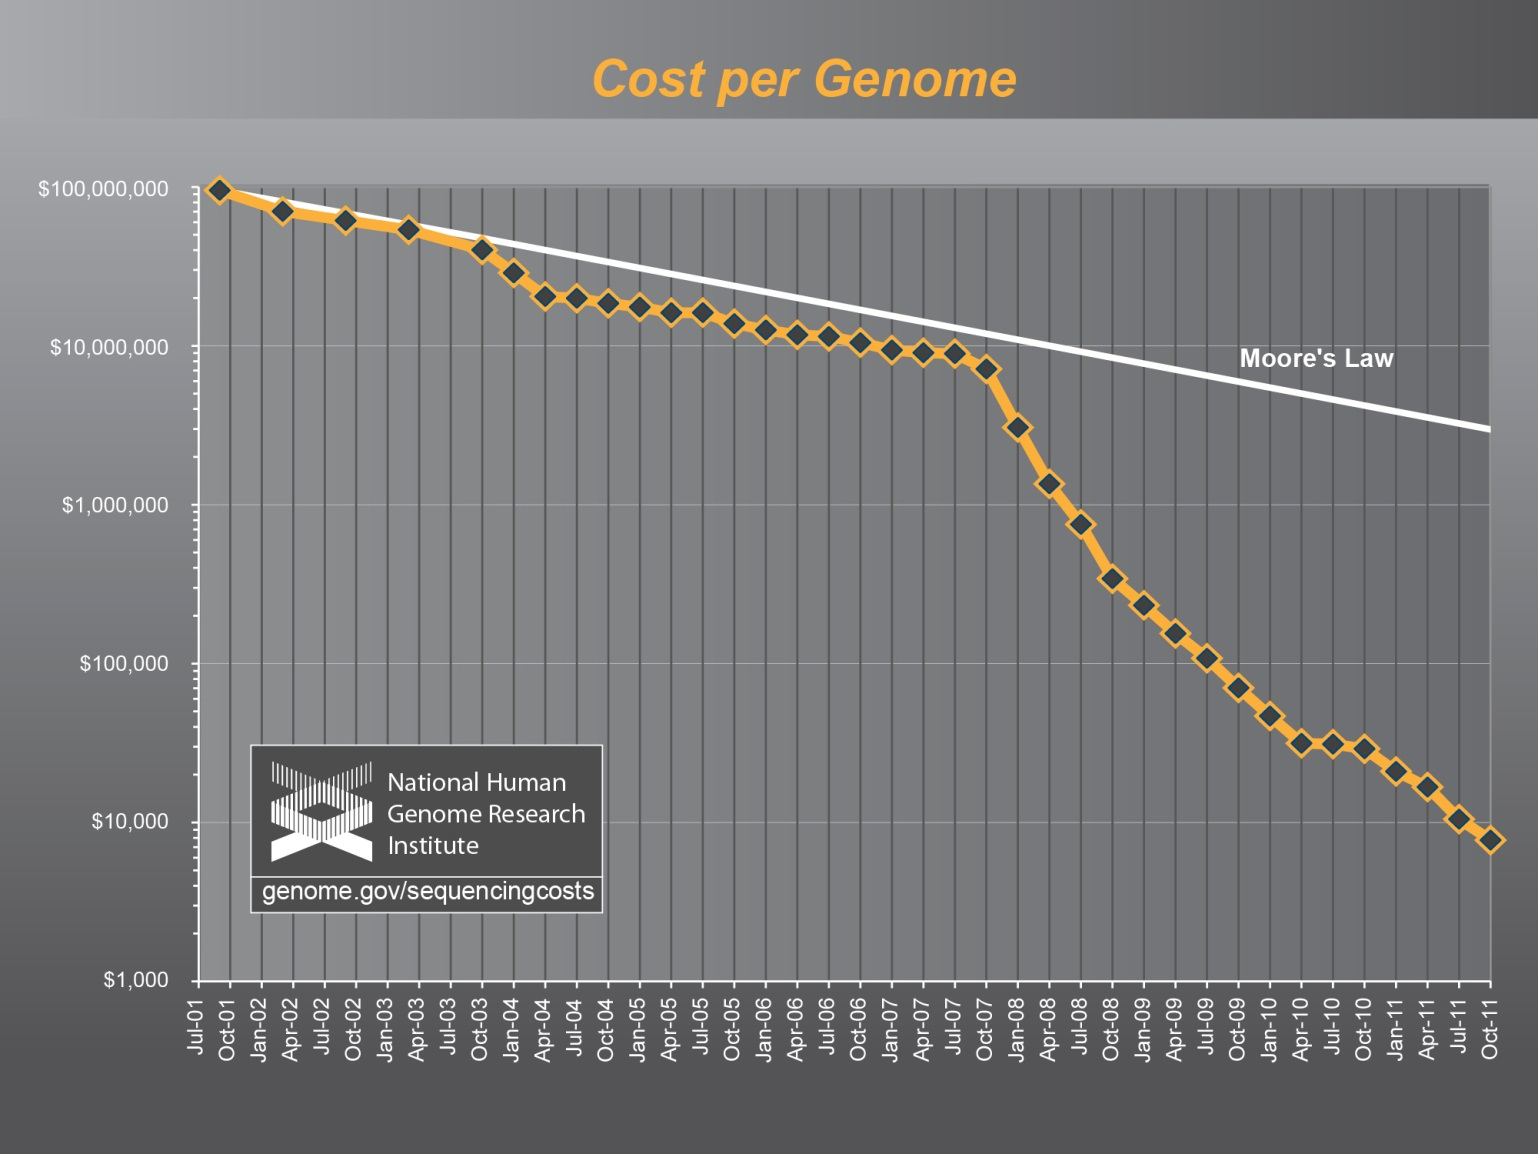 Cost per Genome
$100,000,000
$10,000,000
$1,000,000
$100,000
$10,000
$1,000
Moore's Law
National Human
Genome Research
Institute
genome.gov/sequencingcosts
Jul-01
Oct-01
Jan-02
Apr-02
Jul-02
Oct-02
Jan-03
Apr-03
Jul-03
Oct-03
Jan-04
Apr-04
Jul-04
Oct-04
Jan-05
Apr-05
Jul-05
Oct-05
Jan-06
Apr-06
Jul-06
Oct-06
Jan-07
Apr-07
Jul-07
Oct-07
Jan-08
Apr-08
Jul-08
Oct-08
Jan-09
Apr-09
Jul-09
Oct-09
Jan-10
Apr-10
Jul-10
Oct-10
Jan-11
Apr-11
Jul-11
Oct-11